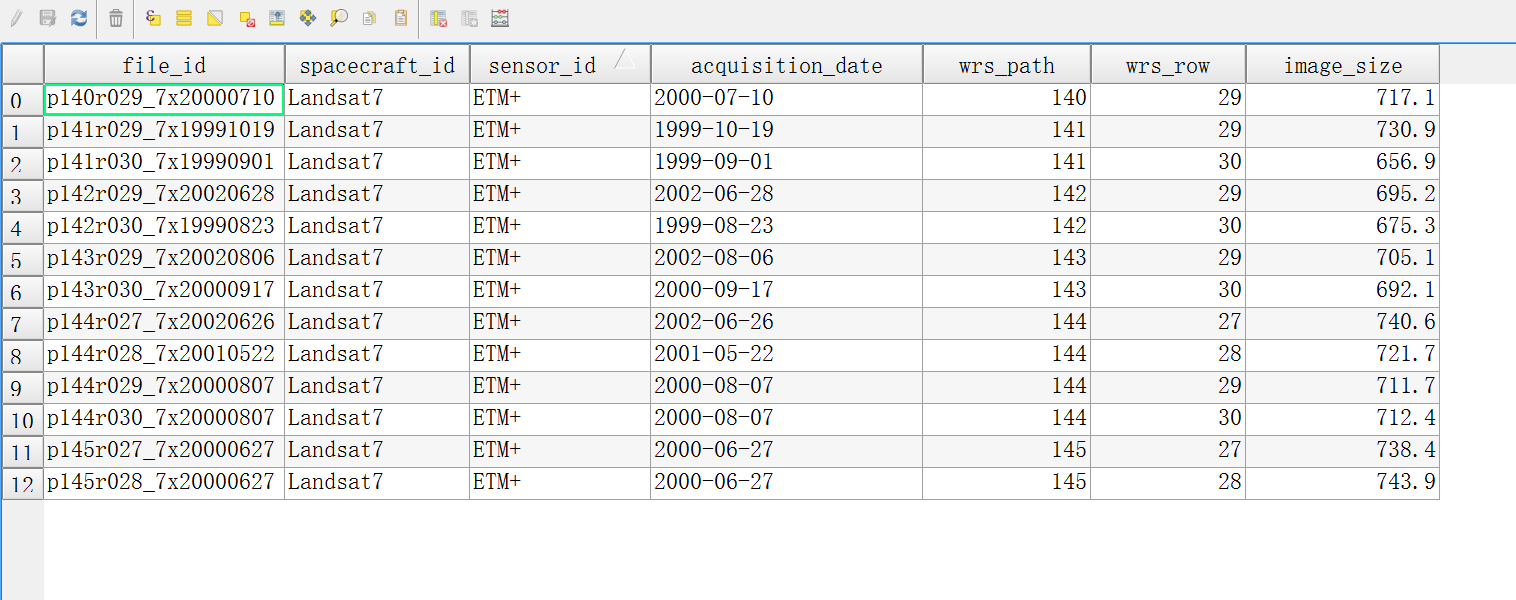 file_id spacecraft_id sensor_id acquisition_date wrs_path wrs_row image_size
0 p140r029_7x20000710 Landsat7 ETM+ 2000-07-10 140 29 717.1
1 p141r029_7x19991019 Landsat7 ETM+ 1999-10-19 141 29 730.9
2 p141r030_7x19990901 Landsat7 ETM+ 1999-09-01 141 30 656.9
3 p142r029_7x20020628 Landsat7 ETM+ 2002-06-28 142 29 695.2
4 p142r030_7x19990823 Landsat7 ETM+ 1999-08-23 142 30 675.3
5 p143r029_7x20020806 Landsat7 ETM+ 2002-08-06 143 29 705.1
6 p143r030_7x20000917 Landsat7 ETM+ 2000-09-17 143 30 692.1
7 p144r027_7x20020626 Landsat7 ETM+ 2002-06-26 144 27 740.6
8 p144r028_7x20010522 Landsat7 ETM+ 2001-05-22 144 28 721.7
9 p144r029_7x20000807 Landsat7 ETM+ 2000-08-07 144 29 711.7
10 p144r030_7x20000807 Landsat7 ETM+ 2000-08-07 144 30 712.4
11 p145r027_7x20000627 Landsat7 ETM+ 2000-06-27 145 27 738.4
12 p145r028_7x20000627 Landsat7 ETM+ 2000-06-27 145 28 743.9